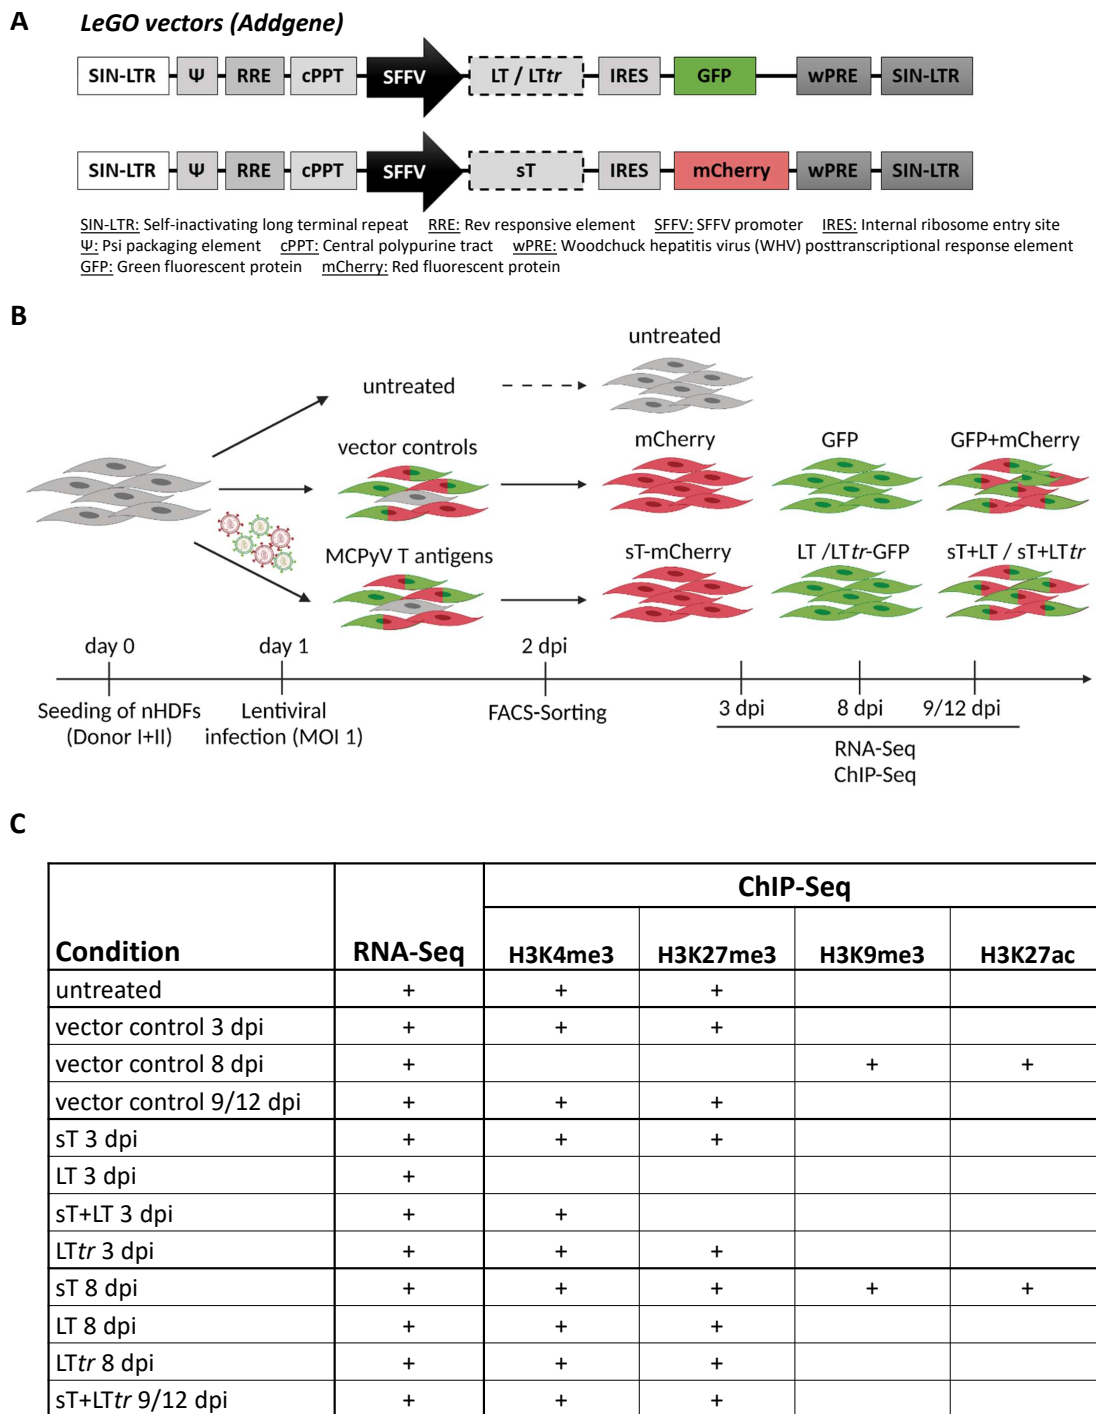 A
LeGO vectors (Addgene)
SIN-LTR Ψ RRE cPPT SFFV LT / LTtr IRES GFP wPRE SIN-LTR
SIN-LTR Ψ RRE cPPT SFFV sT IRES mCherry wPRE SIN-LTR
SIN-LTR: Self-inactivating long terminal repeat RRE: Rev responsive element SFFV: SFFV promoter IRES: Internal ribosome entry site
Ψ: Psi packaging element cPPT: Central polypurine tract wPRE: Woodchuck hepatitis virus (WHV) posttranscriptional response element
GFP: Green fluorescent protein mCherry: Red fluorescent protein
B
untreated
untreated
vector controls mCherry GFP GFP+mCherry
MCPyV T antigens sT-mCherry LT /LTtr-GFP sT+LT / sT+LTtr
day 0 day 1 2 dpi
Seeding of nHDFs
(Donor I+II)
Lentiviral
infection (MOI 1)
FACS-Sorting
3 dpi 8 dpi 9/12 dpi
RNA-Seq
ChIP-Seq
C
ChIP-Seq
Condition RNA-Seq H3K4me3 H3K27me3 H3K9me3 H3K27ac
untreated + + +
vector control 3 dpi + + +
vector control 8 dpi + + +
vector control 9/12 dpi + + +
sT 3 dpi + + +
LT 3 dpi +
sT+LT 3 dpi + +
LTtr 3 dpi + + +
sT 8 dpi + + + + +
LT 8 dpi + + +
LTtr 8 dpi + + +
sT+LTtr 9/12 dpi + + +